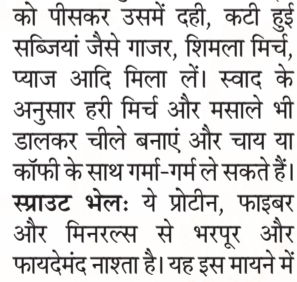 को पीसकर उसमें दही, कटी हुई
सब्जियां जैसे गाजर, शिमला मिर्च,
प्याज आदि मिला लें। स्वाद के
अनुसार हरी मिर्च और मसाले भी
डालकर चीले बनाएं और चाय या
कॉफी के साथ गर्मा-गर्म ले सकते हैं।
स्प्राउट भेलः ये प्रोटीन, फाइबर
और मिनरल्स से भरपूर और
फायदेमंद नाश्ता है। यह इस मायने में